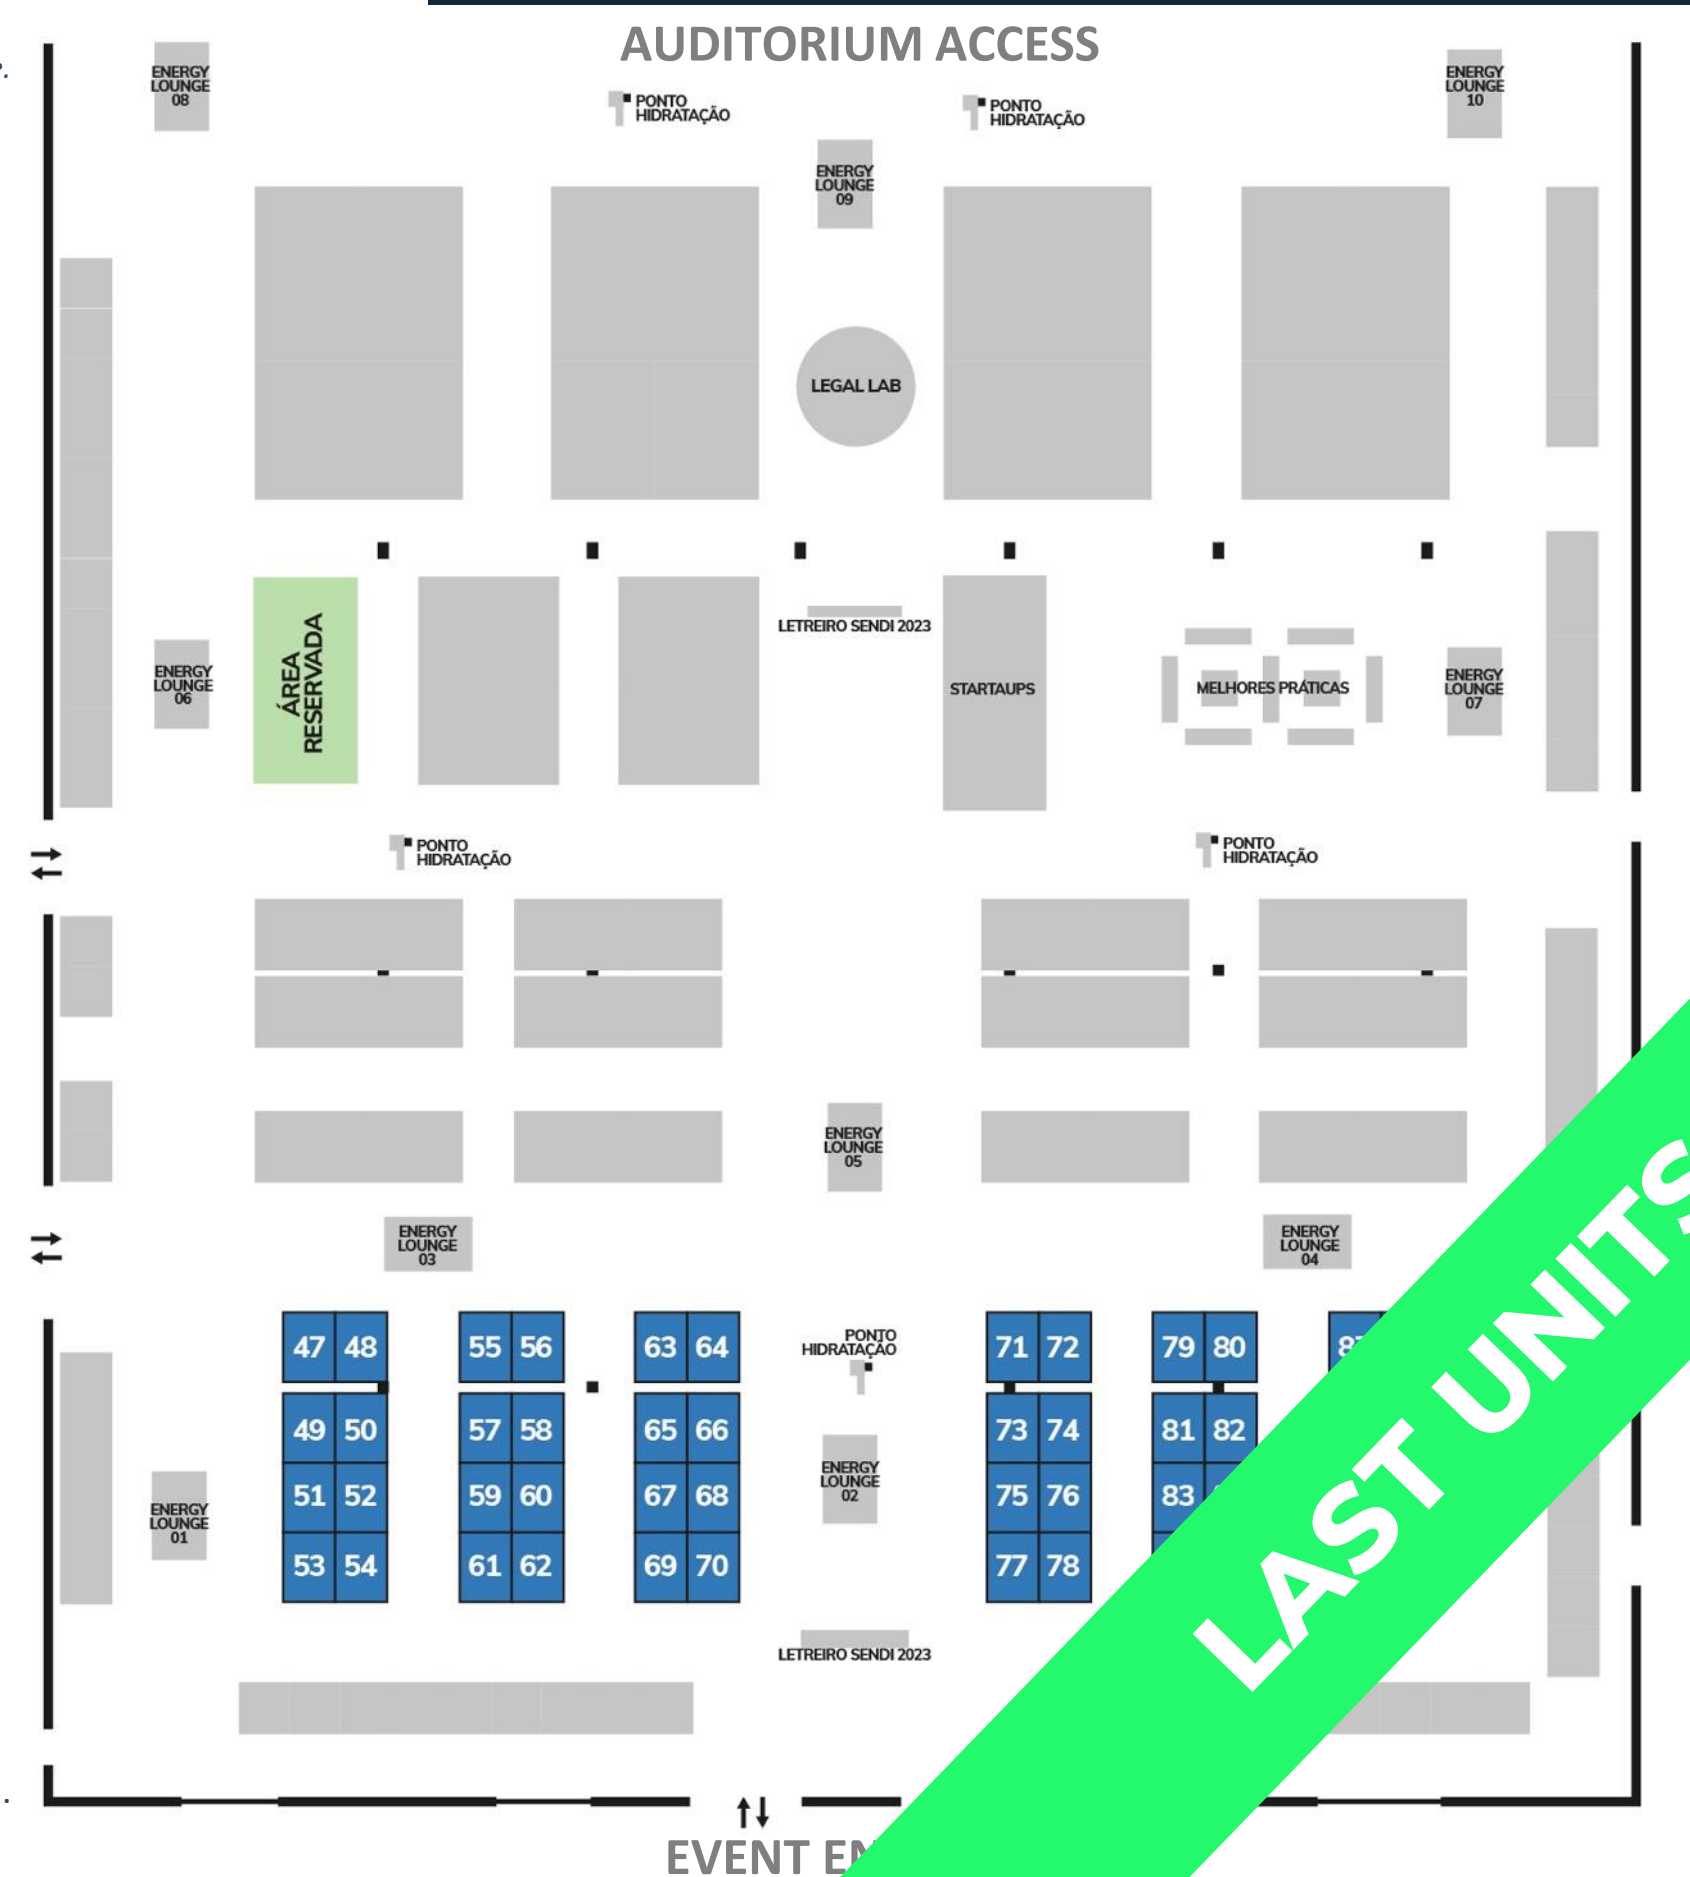 AUDITORIUM ACCESS
ENERGY
LOUNGE
08
PONTO
HIDRATAÇÃO
PONTO
HIDRATAÇÃO
ENERGY
LOUNGE
10
ENERGY
LOUNGE
09
LEGAL LAB
ÁREA
RESERVADA
LETREIRO SENDI 2023
ENERGY
LOUNGE
06
STARTAUPS
MELHORES PRÁTICAS
ENERGY
LOUNGE
07
PONTO
HIDRATAÇÃO
PONTO
HIDRATAÇÃO
ENERGY
LOUNGE
05
ENERGY
LOUNGE
03
ENERGY
LOUNGE
04
47 48 55 56 63 64 71 72 79 80
PONTO
HIDRATAÇÃO
49 50 57 58 65 66 73 74 81 82
51 52 59 60 67 68 75 76 83
53 54 61 62 69 70 77 78
ENERGY
LOUNGE
02
ENERGY
LOUNGE
01
LAST UNITS
LETREIRO SENDI 2023
EVENT